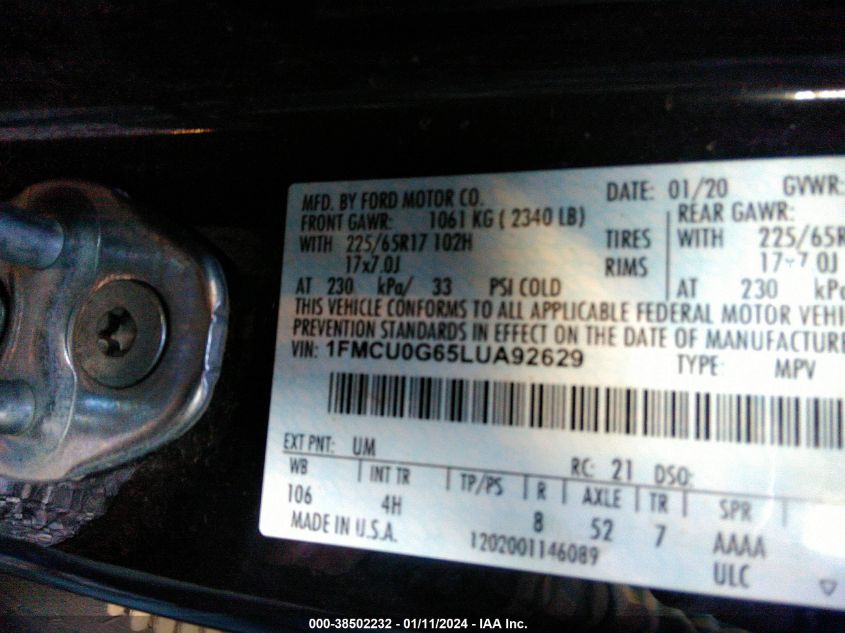 MFD. BY FORD MOTOR CO. DATE: 01/20 GVWR:
FRONT GAWR: 1061 KG ( 2340 LB) REAR GAWR:
WITH 225/65R17 102H TIRES WITH 225/65R
17x7.0J RIMS 17x7.0J
AT 230 kPa/ 33 PSI COLD AT 230 kPa
THIS VEHICLE CONFORMS TO ALL APPLICABLE FEDERAL MOTOR VEHI
PREVENTION STANDARDS IN EFFECT ON THE DATE OF MANUFACTURE
VIN: 1FMCU0G65LUA92629 TYPE: MPV
EXT PNT: UM RC: 21 DSO:
WB INT TR TP/PS R AXLE TR SPR
106 4H 8 52 7 AAAA
MADE IN U.S.A. 1202001146089 ULC
000-38502232 - 01/11/2024 - IAA Inc.